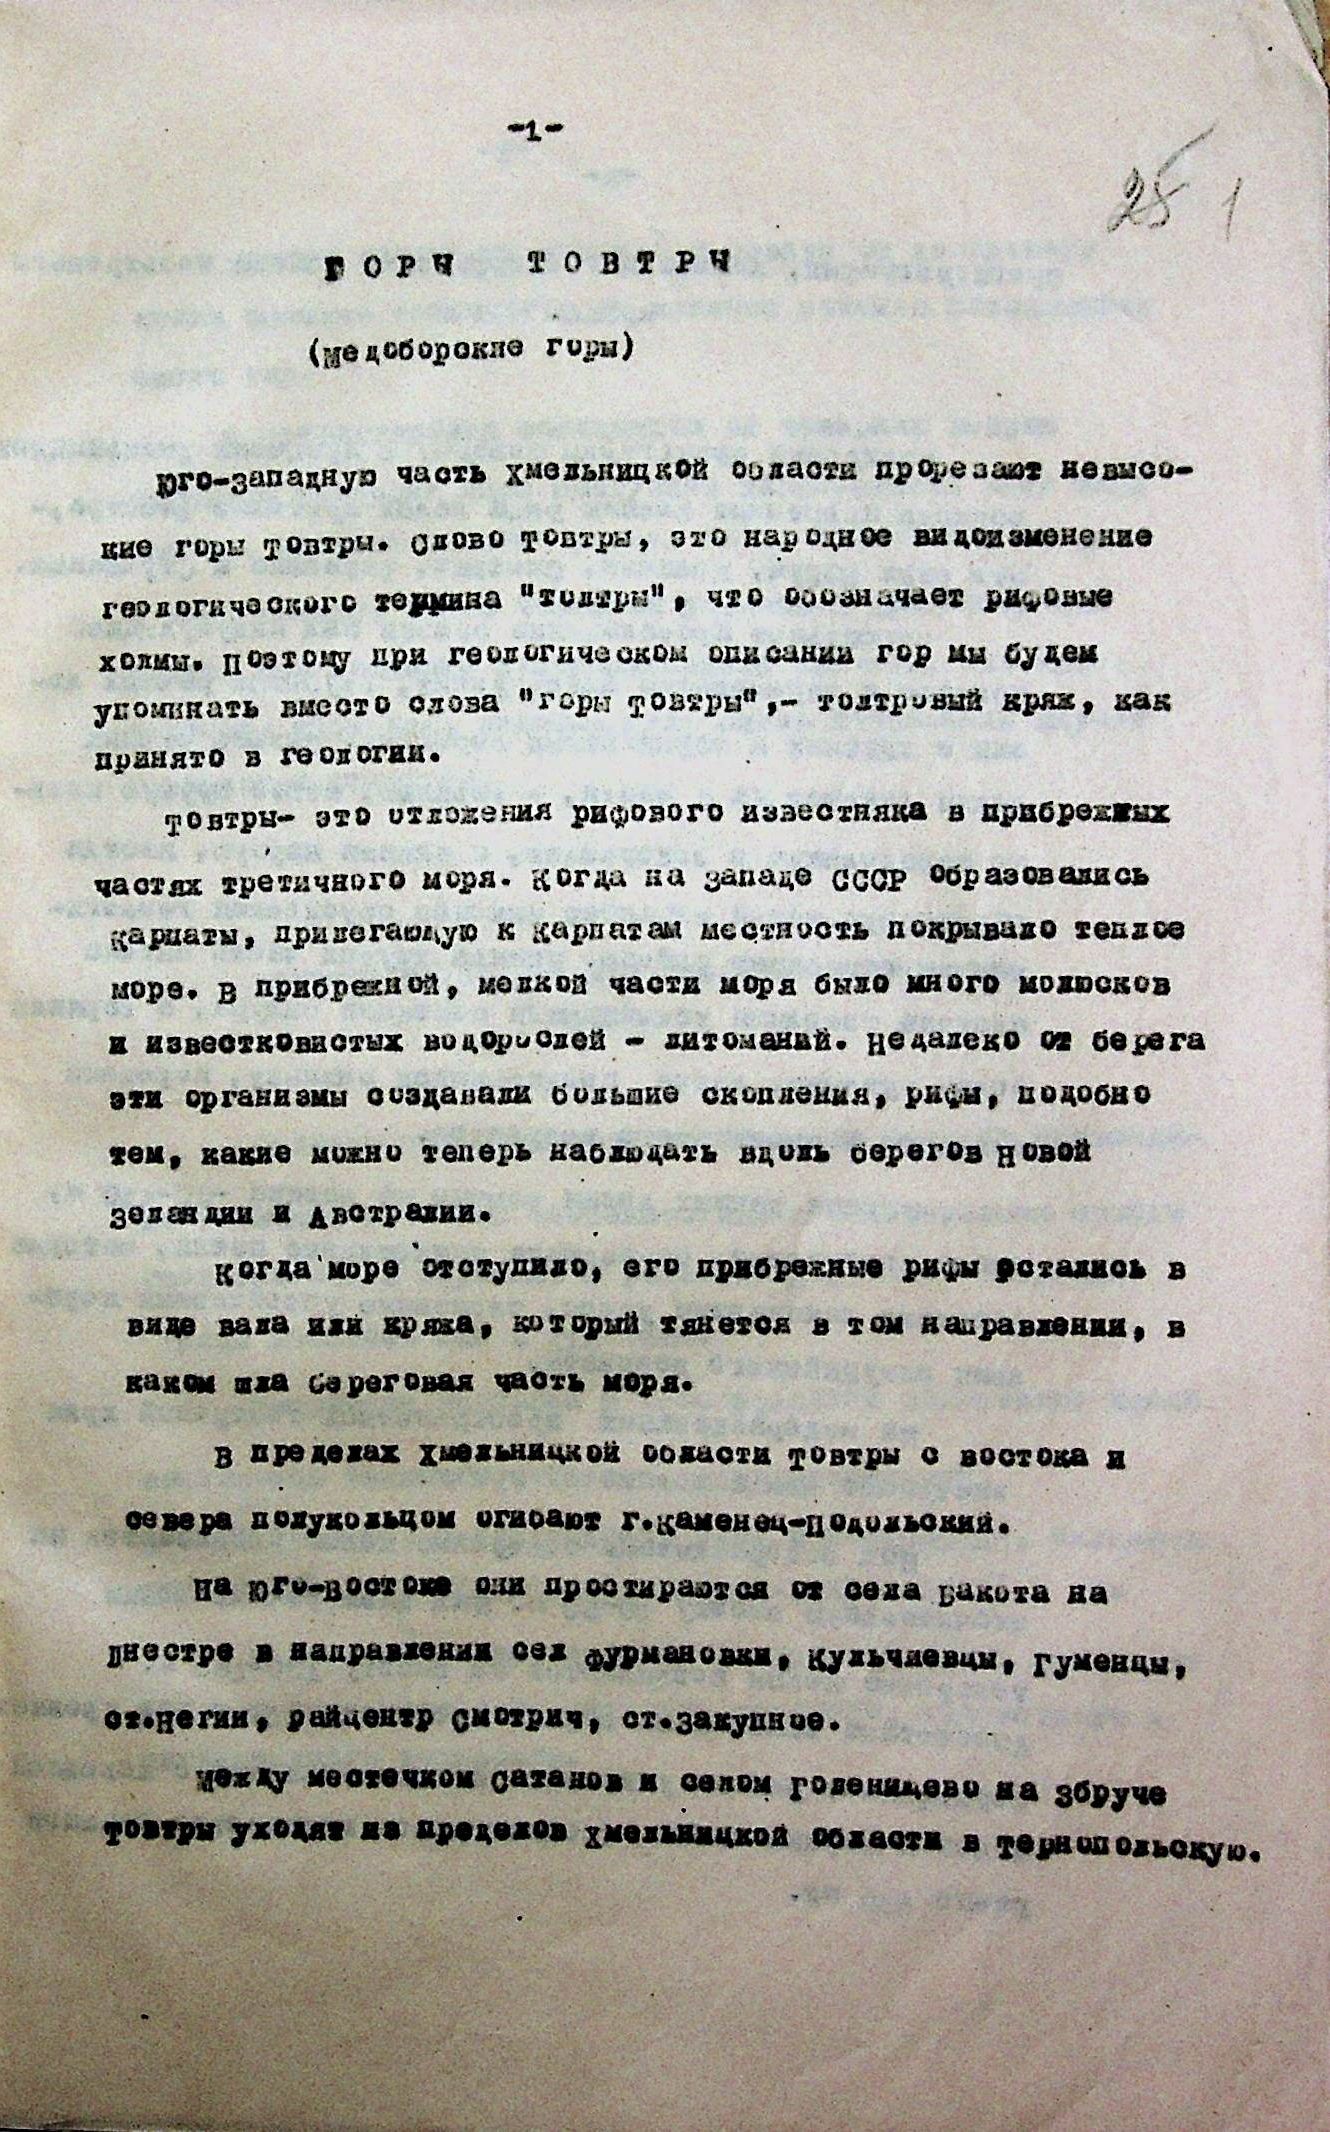 -1-
25 1
ГОРЫ ТОВТРЫ
(Медоборские горы)
Юго-западную часть Хмельницкой области прорезают невысо-
кие горы Товтры. Слово Товтры, это народное видоизменение
геологического термина "толтры", что обозначает рифовые
холмы. Поэтому при геологическом описании гор мы будем
упоминать вместо слова "горы Товтры",- толтровый кряж, как
принято в геологии.
Товтры- это отложения рифового известняка в прибрежных
частях третичного моря. Когда на западе СССР образовались
Карпаты, прилегающую к Карпатам местность покрывало теплое
море. В прибрежной, мелкой части моря было много молюсков
и известковистых водорослей - литоманий. Недалеко от берега
эти организмы создавали большие скопления, рифы, подобно
тем, какие можно теперь наблюдать вдоль берегов Новой
Зеландии и Австралии.
Когда море отступило, его прибрежные рифы остались в
виде вала или кряжа, который тянется в том направлении, в
каком шла береговая часть моря.
В пределах Хмельницкой области Товтры с востока и
севера полукольцом огибают г.Каменец-Подольский.
На Юго-Востоке они простираются от села Бакота на
Днестре в направлении сел Фурмановки, Кульчиевцы, Гуменцы,
ст.Негин, райцентр Смотрич, ст.Закупное.
Между местечком Сатанов и селом Голенищево на Збруче
Товтры уходят из пределов Хмельницкой области в Тернопольскую.